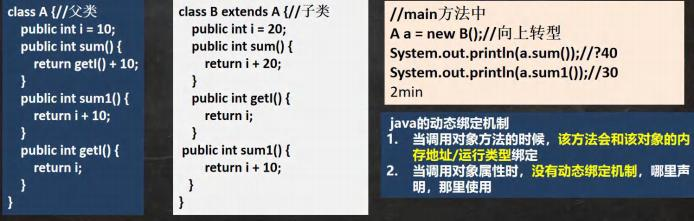 class A {//父类
public int i = 10;
public int sum() {
return getI() + 10;
}
public int sum1() {
return i + 10;
}
public int getI() {
return i;
}
}
class B extends A {//子类
public int i = 20;
public int sum() {
return i + 20;
}
public int getI() {
return i;
}
public int sum1() {
return i + 10;
}
}
//main方法中
A a = new B();//向上转型
System.out.println(a.sum());//?40
System.out.println(a.sum1());//30
2min
java的动态绑定机制
1. 当调用对象方法的时候，该方法会和该对象的内
存地址/运行类型绑定
2. 当调用对象属性时，没有动态绑定机制，哪里声
明，那里使用